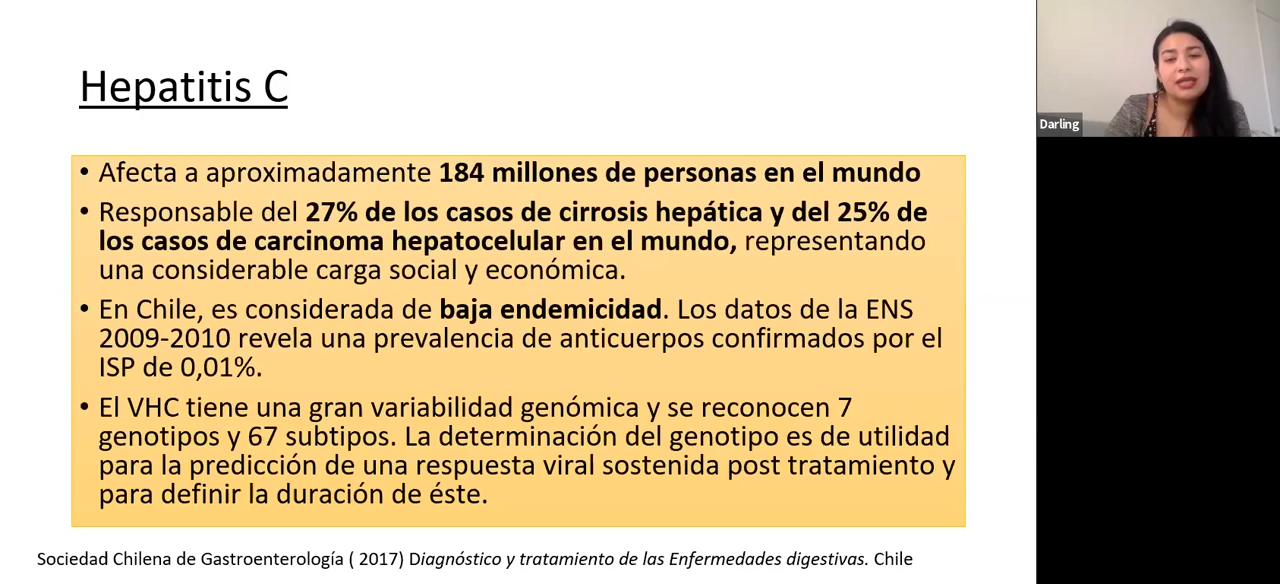 Hepatitis C
• Afecta a aproximadamente 184 millones de personas en el mundo
• Responsable del 27% de los casos de cirrosis hepática y del 25% de
los casos de carcinoma hepatocelular en el mundo, representando
una considerable carga social y económica.
• En Chile, es considerada de baja endemicidad. Los datos de la ENS
2009-2010 revela una prevalencia de anticuerpos confirmados por el
ISP de 0,01%.
• El VHC tiene una gran variabilidad genómica y se reconocen 7
genotipos y 67 subtipos. La determinación del genotipo es de utilidad
para la predicción de una respuesta viral sostenida post tratamiento y
para definir la duración de éste.
Sociedad Chilena de Gastroenterología ( 2017) Diagnóstico y tratamiento de las Enfermedades digestivas. Chile
Darling